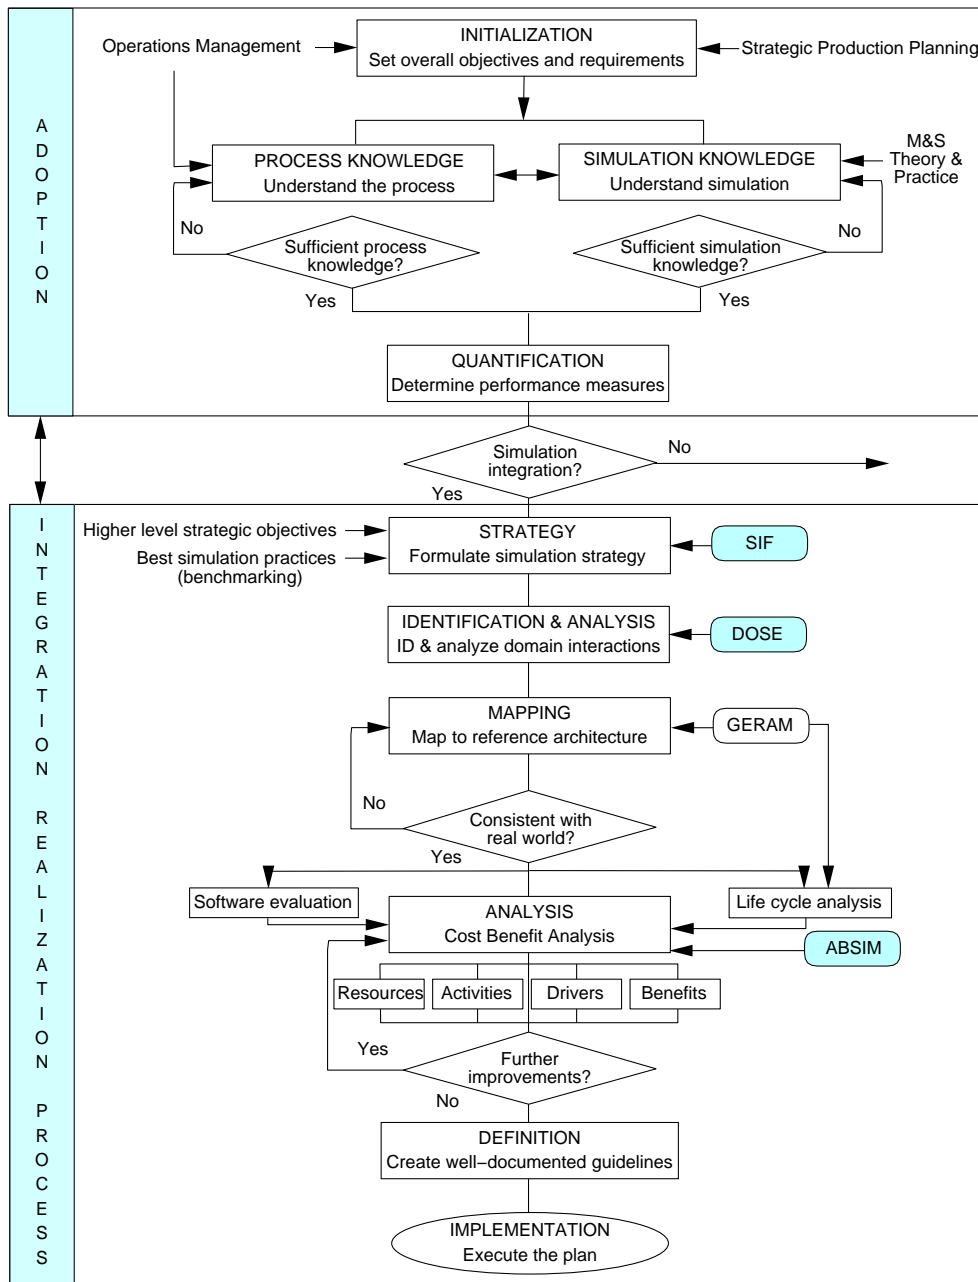 ADOPTION
INITIALIZATION
Set overall objectives and requirements
Operations Management
Strategic Production Planning
PROCESS KNOWLEDGE
Understand the process
SIMULATION KNOWLEDGE
Understand simulation
M&S
Theory &
Practice
No
Sufficient process
knowledge?
Yes
Sufficient simulation
knowledge?
No
Yes
QUANTIFICATION
Determine performance measures
Simulation
integration?
No
Yes
INTEGRATION REALIZATION PROCESS
Higher level strategic objectives
Best simulation practices
(benchmarking)
STRATEGY
Formulate simulation strategy
SIF
IDENTIFICATION & ANALYSIS
ID & analyze domain interactions
DOSE
MAPPING
Map to reference architecture
GERAM
No
Consistent with
real world?
Yes
Software evaluation
ANALYSIS
Cost Benefit Analysis
Life cycle analysis
ABSIM
Resources
Activities
Drivers
Benefits
Yes
Further
improvements?
No
DEFINITION
Create well−documented guidelines
IMPLEMENTATION
Execute the plan